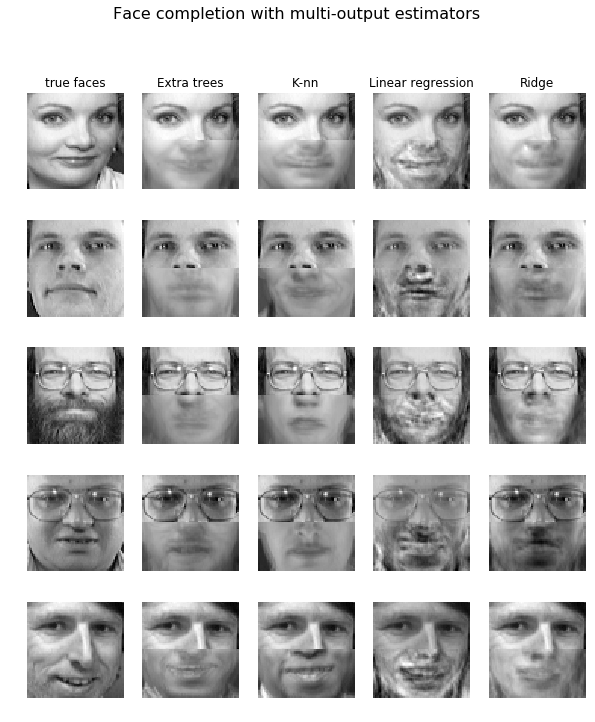 Face completion with multi-output estimators
true faces
Extra trees
K-nn
Linear regression
Ridge